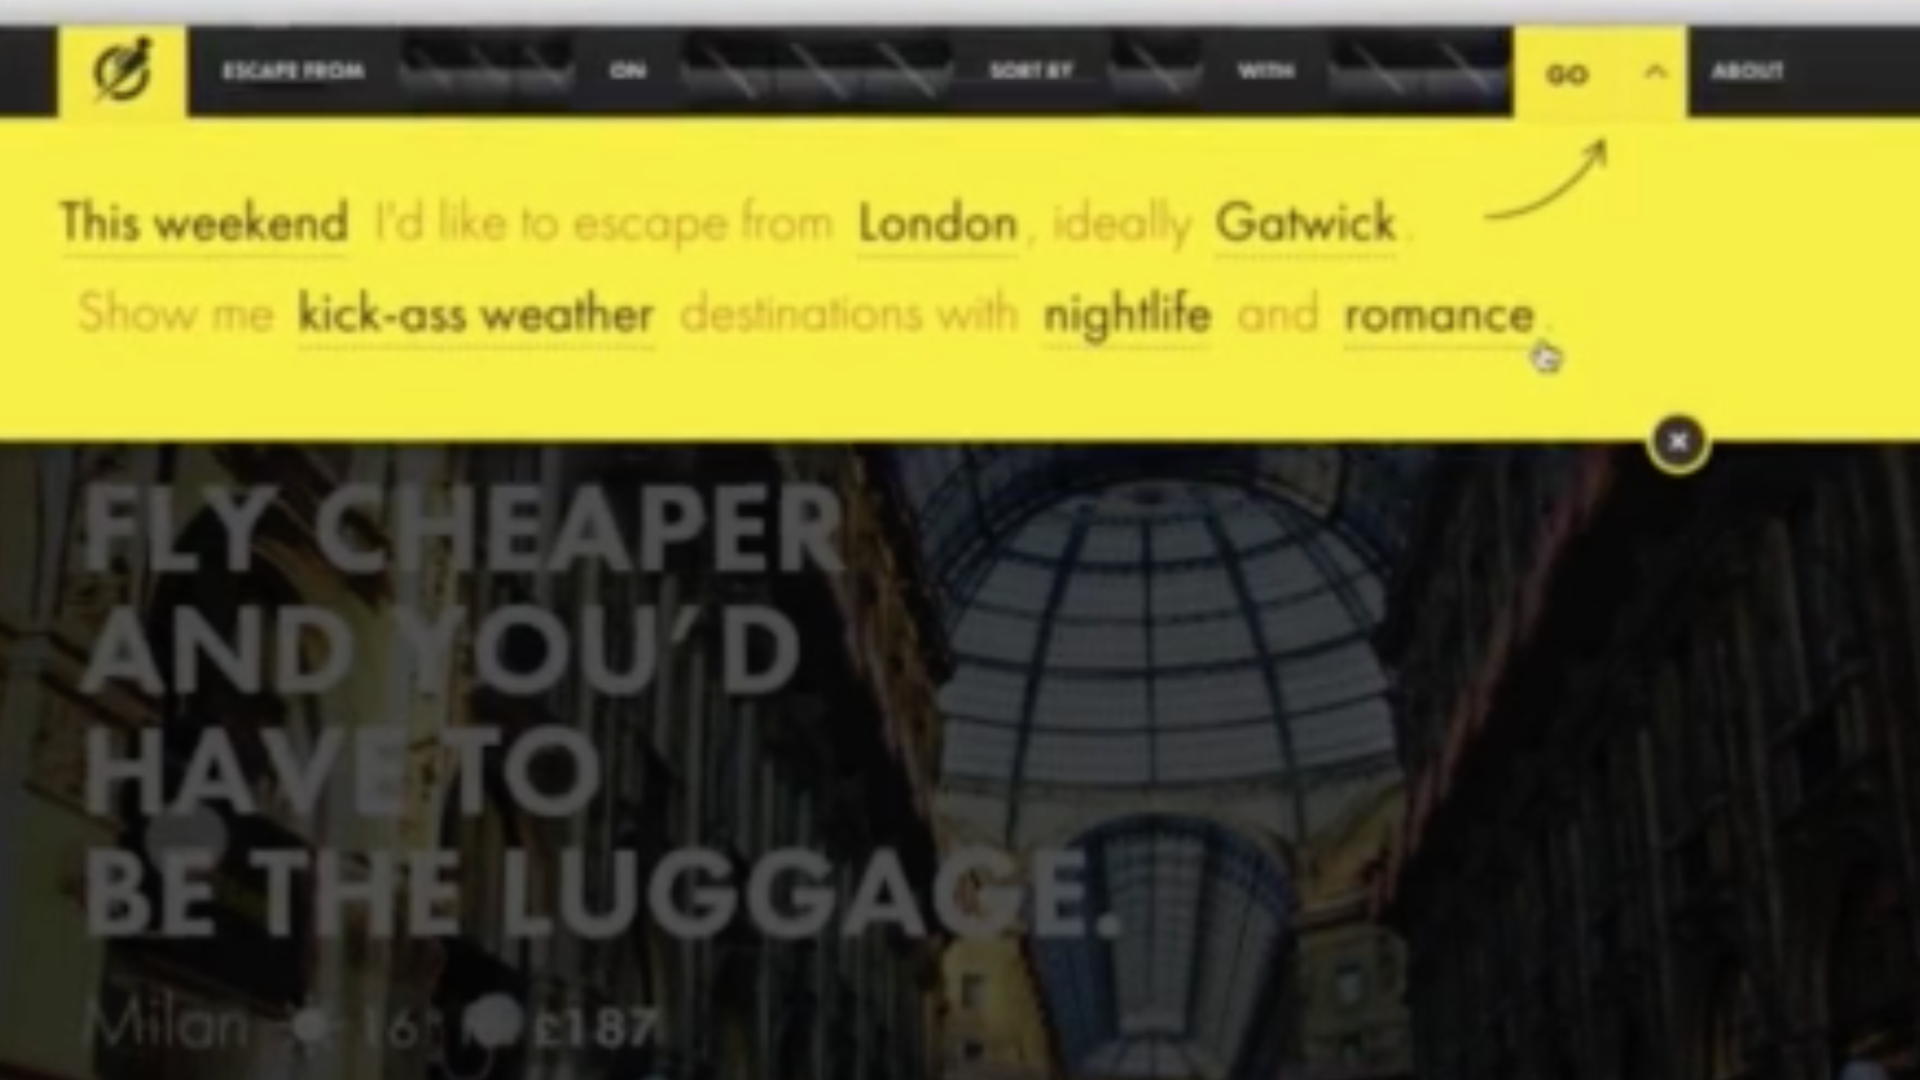 ESCAPE FROM ON SORT BY WITH GO ABOUT
This weekend I'd like to escape from London, ideally Gatwick.
Show me kick-ass weather destinations with nightlife and romance.
FLY CHEAPER
AND YOU'D
HAVE TO
BE THE LUGGAGE.
Milan 16° £187